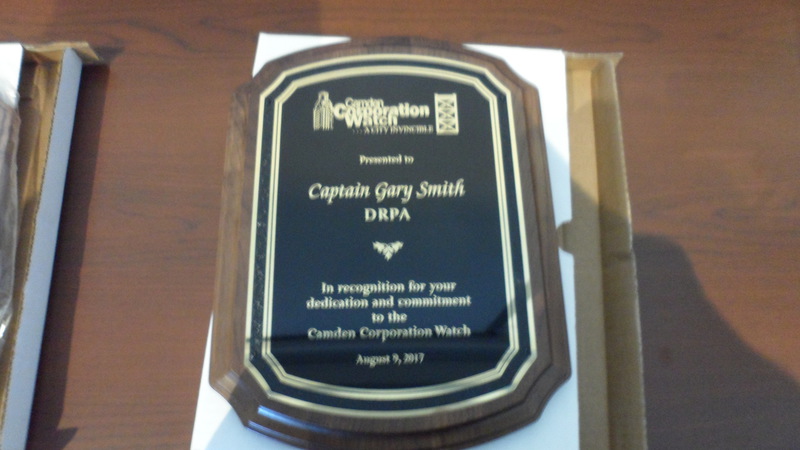 Camden
Corporation
Watch
... A CITY INVINCIBLE
Presented to
Captain Gary Smith
DRPA
In recognition for your
dedication and commitment
to the
Camden Corporation Watch
August 9, 2017